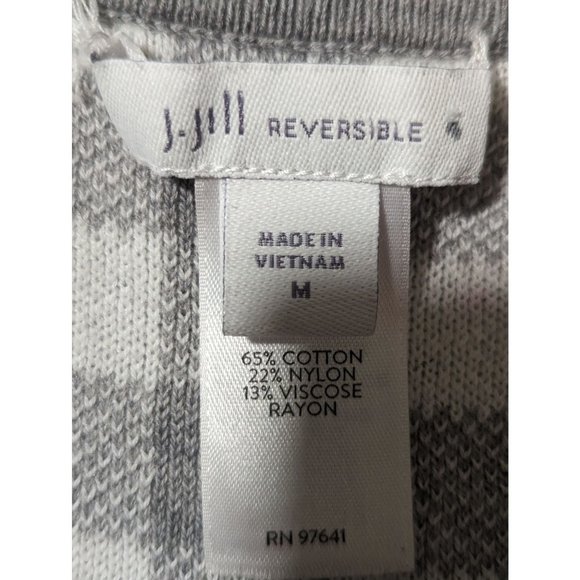 J.Jill REVERSIBLE
MADE IN
VIETNAM
M
65% COTTON
22% NYLON
13% VISCOSE
RAYON
RN 97641